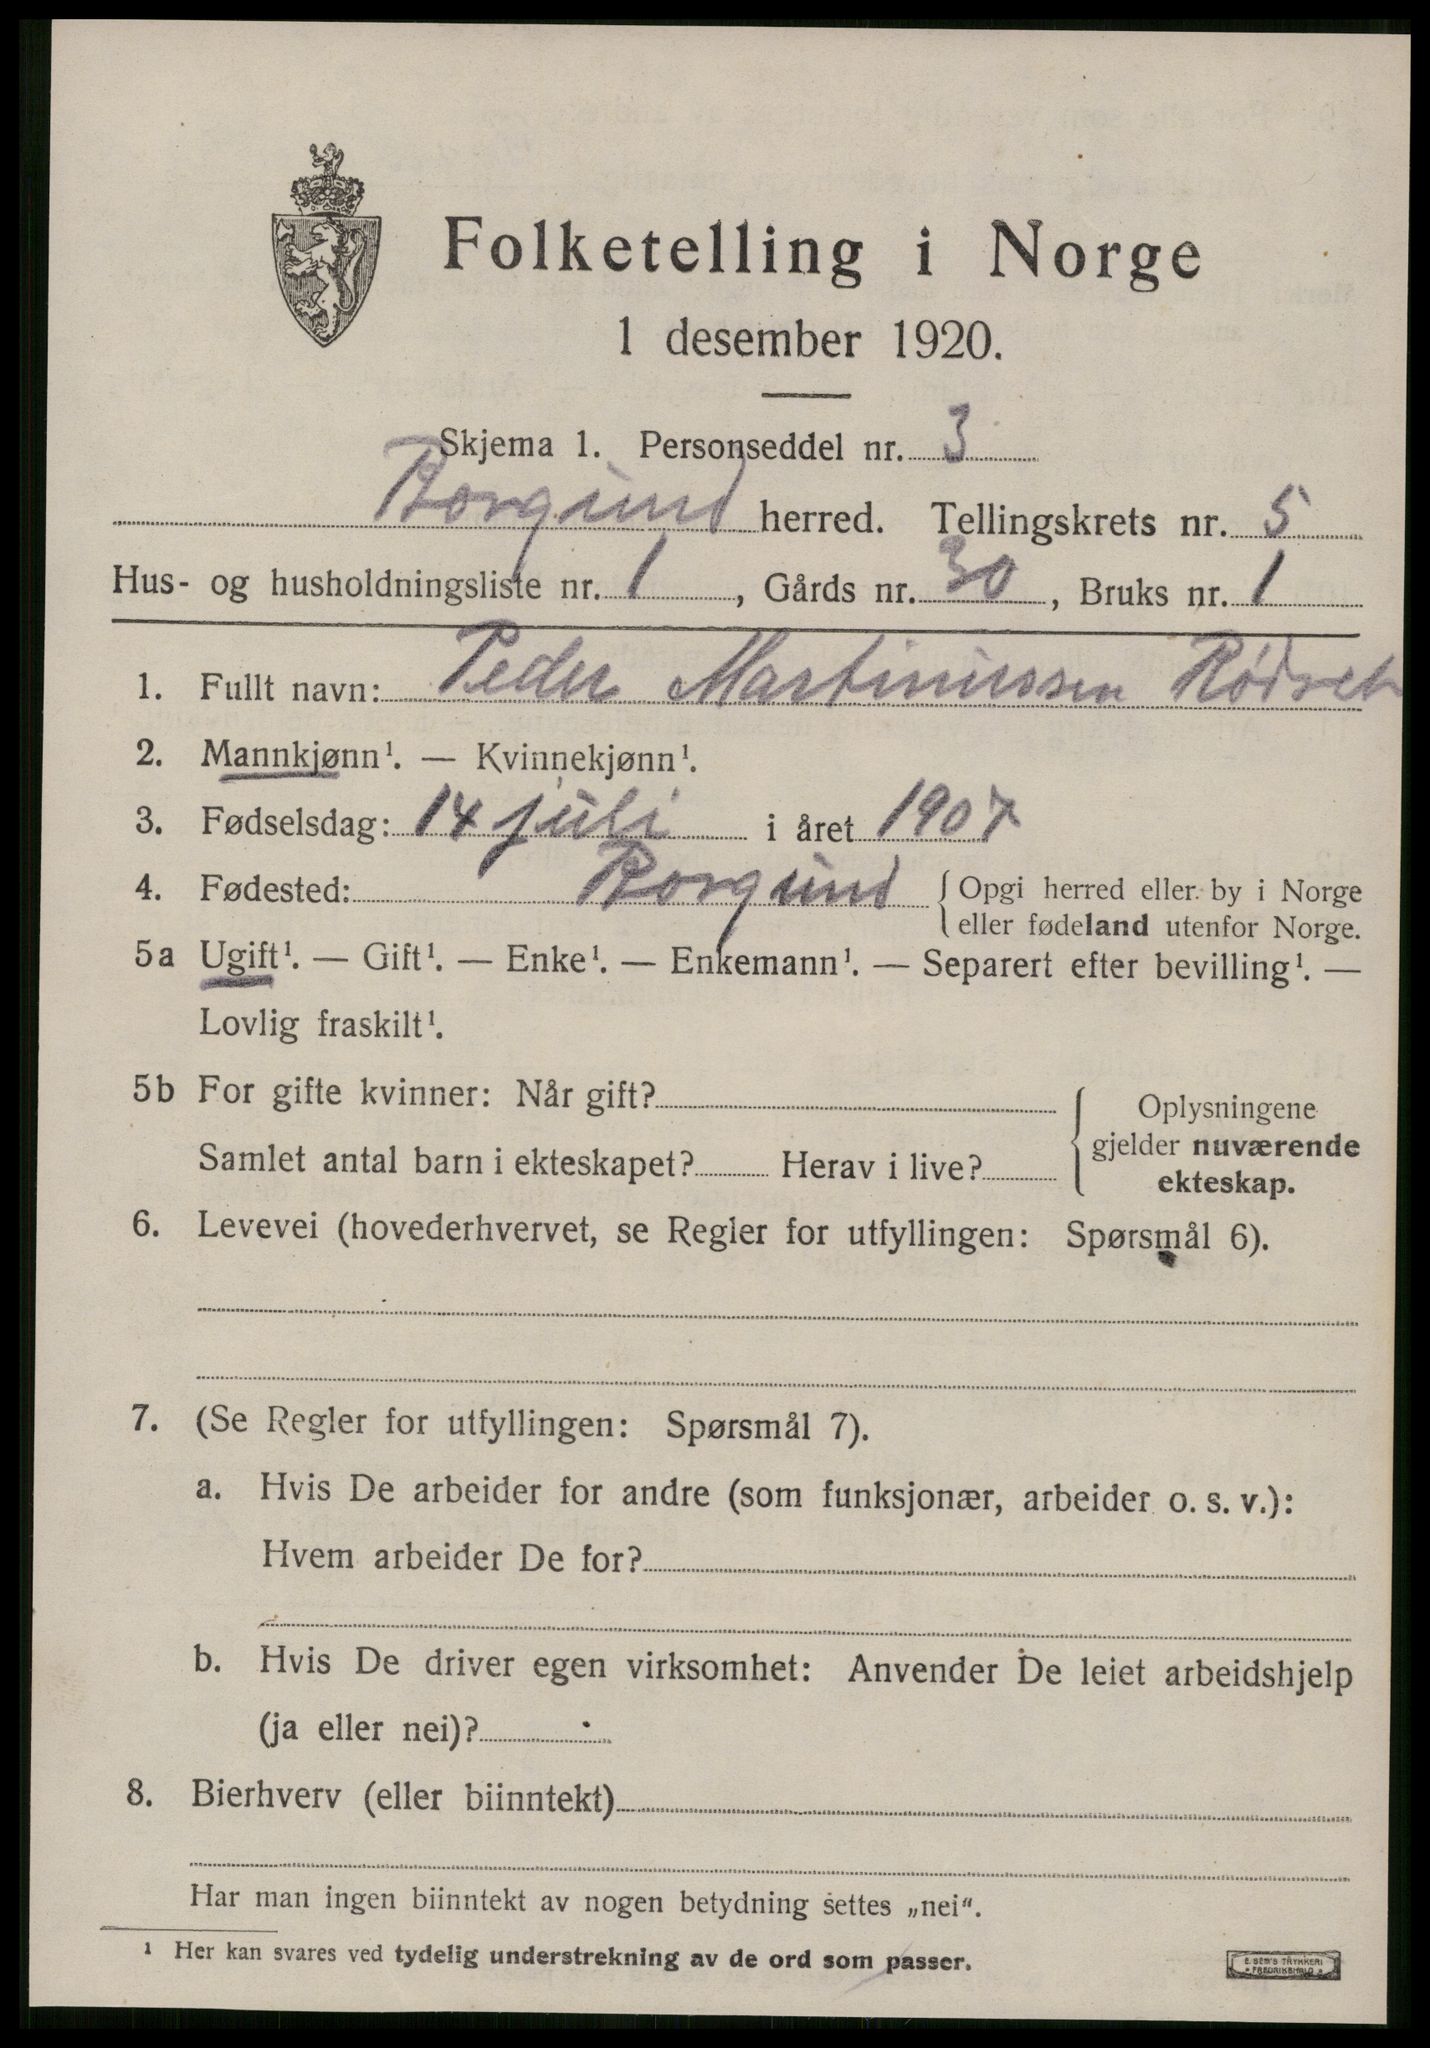 Folketelling i Norge
1 desember 1920.
Skjema 1. Personseddel nr. 3
Borgund herred. Tellingskrets nr. 5
Hus- og husholdningsliste nr. 1, Gårds nr. 30, Bruks nr. 1
1. Fullt navn: Peder Martinussen Rødset
2. Mannkjønn¹. — Kvinnekjønn¹.
3. Fødselsdag: 14 juli i året 1907
4. Fødested: Borgund { Opgi herred eller by i Norge
eller fødeland utenfor Norge.
5a Ugift¹. — Gift¹. — Enke¹. — Enkemann¹. — Separert efter bevilling¹. —
Lovlig fraskilt¹.
5b For gifte kvinner: Når gift?
Samlet antal barn i ekteskapet? Herav i live?
{ Oplysningene
gjelder nuværende
ekteskap.
6. Levevei (hovederhvervet, se Regler for utfyllingen: Spørsmål 6).
7. (Se Regler for utfyllingen: Spørsmål 7).
a. Hvis De arbeider for andre (som funksjonær, arbeider o. s. v.):
Hvem arbeider De for?
b. Hvis De driver egen virksomhet: Anvender De leiet arbeidshjelp
(ja eller nei)?
8. Bierhverv (eller biinntekt)
Har man ingen biinntekt av nogen betydning settes „nei“.
¹ Her kan svares ved tydelig understrekning av de ord som passer.
E. SEM'S TRYKKERI
FREDRIKSHALD